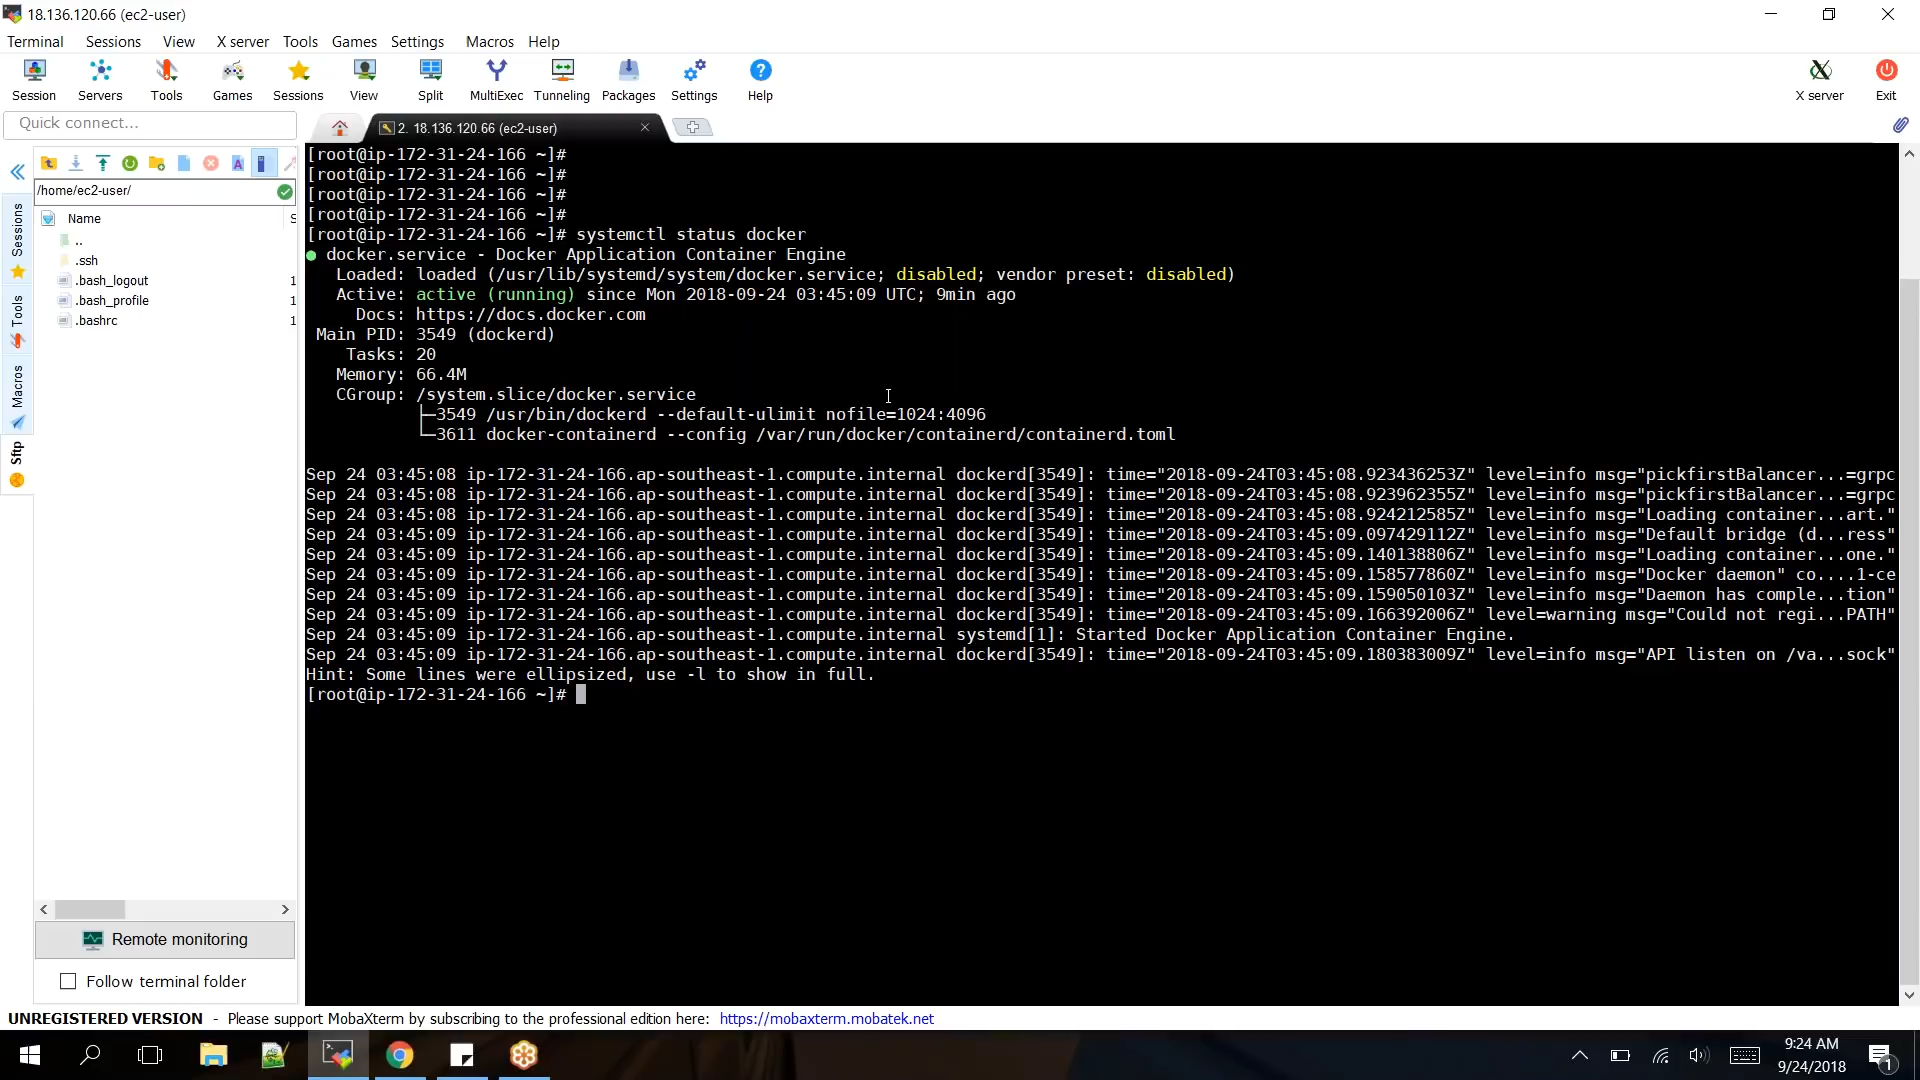 18.136.120.66 (ec2-user)
Terminal Sessions View X server Tools Games Settings Macros Help
Session Servers Tools Games Sessions View Split MultiExec Tunneling Packages Settings Help X server Exit
Quick connect...
2. 18.136.120.66 (ec2-user)
/home/ec2-user/
Name S
..
.ssh
.bash_logout 1
.bash_profile 1
.bashrc 1
Sessions
Tools
Macros
Sftp
[root@ip-172-31-24-166 ~]#
[root@ip-172-31-24-166 ~]#
[root@ip-172-31-24-166 ~]#
[root@ip-172-31-24-166 ~]#
[root@ip-172-31-24-166 ~]# systemctl status docker
● docker.service - Docker Application Container Engine
Loaded: loaded (/usr/lib/systemd/system/docker.service; disabled; vendor preset: disabled)
Active: active (running) since Mon 2018-09-24 03:45:09 UTC; 9min ago
Docs: https://docs.docker.com
Main PID: 3549 (dockerd)
Tasks: 20
Memory: 66.4M
CGroup: /system.slice/docker.service
├─3549 /usr/bin/dockerd --default-ulimit nofile=1024:4096
└─3611 docker-containerd --config /var/run/docker/containerd/containerd.toml
Sep 24 03:45:08 ip-172-31-24-166.ap-southeast-1.compute.internal dockerd[3549]: time="2018-09-24T03:45:08.923436253Z" level=info msg="pickfirstBalancer...=grpc
Sep 24 03:45:08 ip-172-31-24-166.ap-southeast-1.compute.internal dockerd[3549]: time="2018-09-24T03:45:08.923962355Z" level=info msg="pickfirstBalancer...=grpc
Sep 24 03:45:08 ip-172-31-24-166.ap-southeast-1.compute.internal dockerd[3549]: time="2018-09-24T03:45:08.924212585Z" level=info msg="Loading container...art."
Sep 24 03:45:09 ip-172-31-24-166.ap-southeast-1.compute.internal dockerd[3549]: time="2018-09-24T03:45:09.097429112Z" level=info msg="Default bridge (d...ress"
Sep 24 03:45:09 ip-172-31-24-166.ap-southeast-1.compute.internal dockerd[3549]: time="2018-09-24T03:45:09.140138806Z" level=info msg="Loading container...one."
Sep 24 03:45:09 ip-172-31-24-166.ap-southeast-1.compute.internal dockerd[3549]: time="2018-09-24T03:45:09.158577860Z" level=info msg="Docker daemon" co....1-ce
Sep 24 03:45:09 ip-172-31-24-166.ap-southeast-1.compute.internal dockerd[3549]: time="2018-09-24T03:45:09.159050103Z" level=info msg="Daemon has comple...tion"
Sep 24 03:45:09 ip-172-31-24-166.ap-southeast-1.compute.internal dockerd[3549]: time="2018-09-24T03:45:09.166392006Z" level=warning msg="Could not regi...PATH"
Sep 24 03:45:09 ip-172-31-24-166.ap-southeast-1.compute.internal systemd[1]: Started Docker Application Container Engine.
Sep 24 03:45:09 ip-172-31-24-166.ap-southeast-1.compute.internal dockerd[3549]: time="2018-09-24T03:45:09.180383009Z" level=info msg="API listen on /va...sock"
Hint: Some lines were ellipsized, use -l to show in full.
[root@ip-172-31-24-166 ~]#
Remote monitoring
Follow terminal folder
UNREGISTERED VERSION - Please support MobaXterm by subscribing to the professional edition here: https://mobaxterm.mobatek.net
9:24 AM
9/24/2018
1